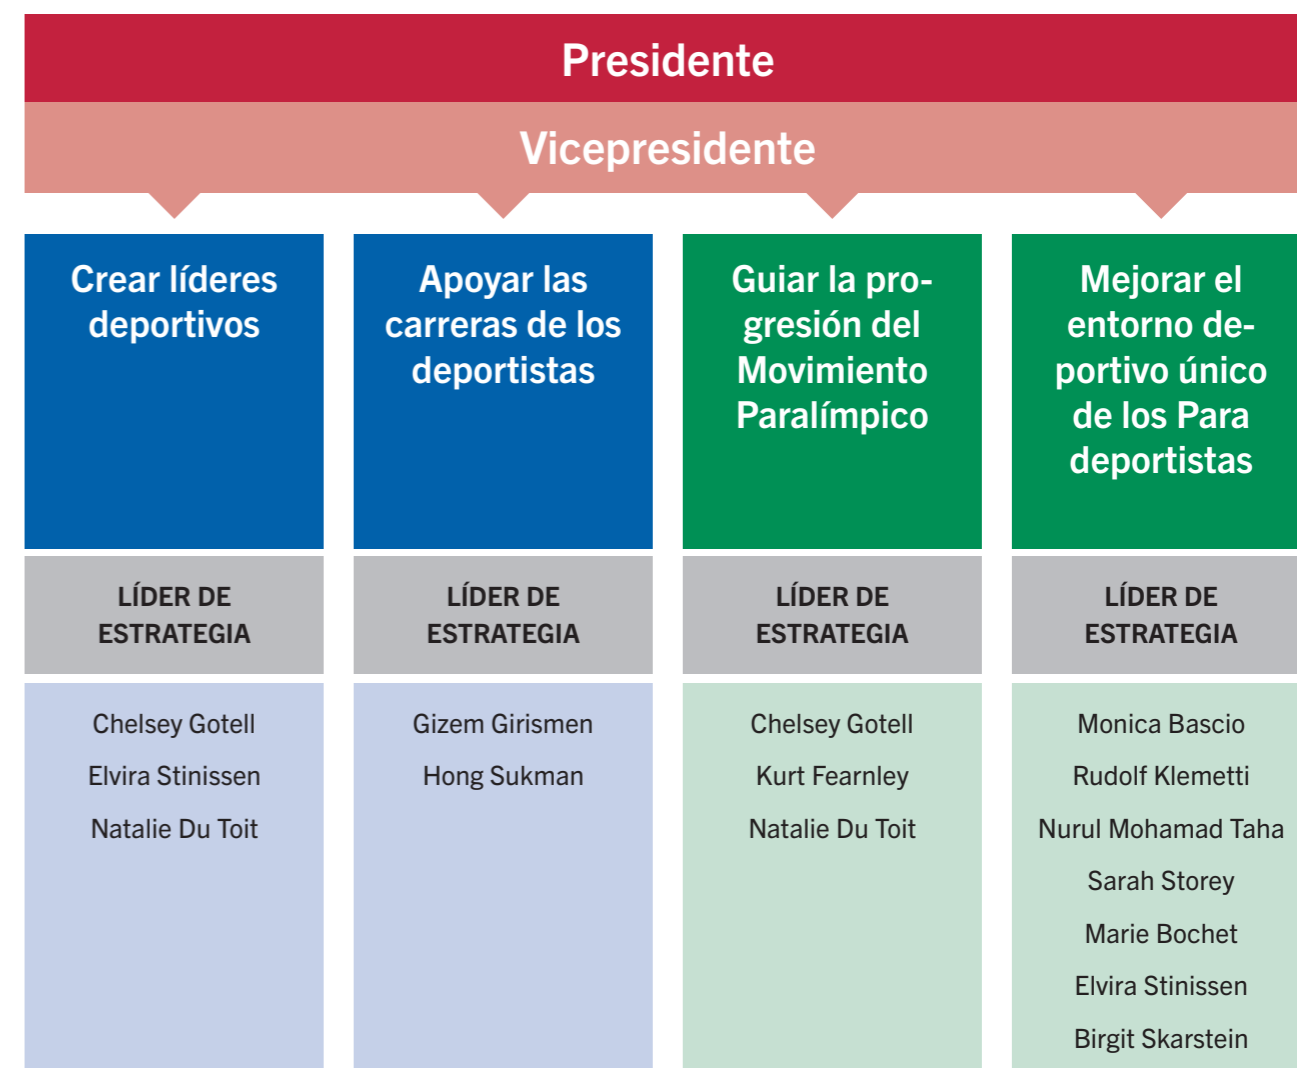 Presidente
Vicepresidente
Crear líderes
deportivos
Apoyar las
carreras de los
deportistas
Guiar la pro-
gresión del
Movimiento
Paralímpico
Mejorar el
entorno de-
portivo único
de los Para
deportistas
LÍDER DE
ESTRATEGIA
LÍDER DE
ESTRATEGIA
LÍDER DE
ESTRATEGIA
LÍDER DE
ESTRATEGIA
Chelsey Gotell
Elvira Stinissen
Natalie Du Toit
Gizem Girismen
Hong Sukman
Chelsey Gotell
Kurt Fearnley
Natalie Du Toit
Monica Bascio
Rudolf Klemetti
Nurul Mohamad Taha
Sarah Storey
Marie Bochet
Elvira Stinissen
Birgit Skarstein